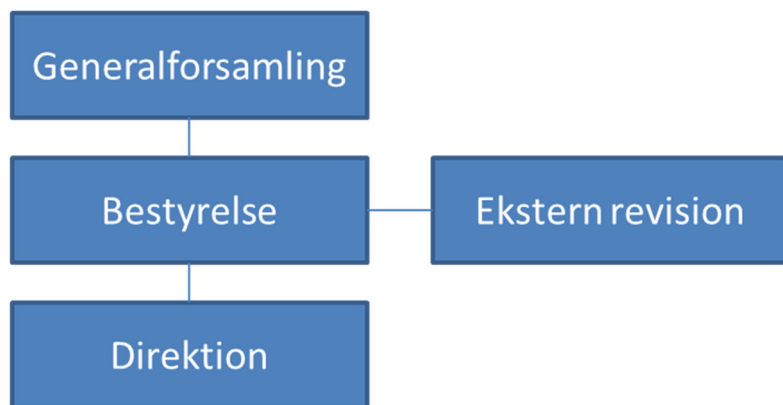 Generalforsamling
Bestyrelse
Ekstern revision
Direktion